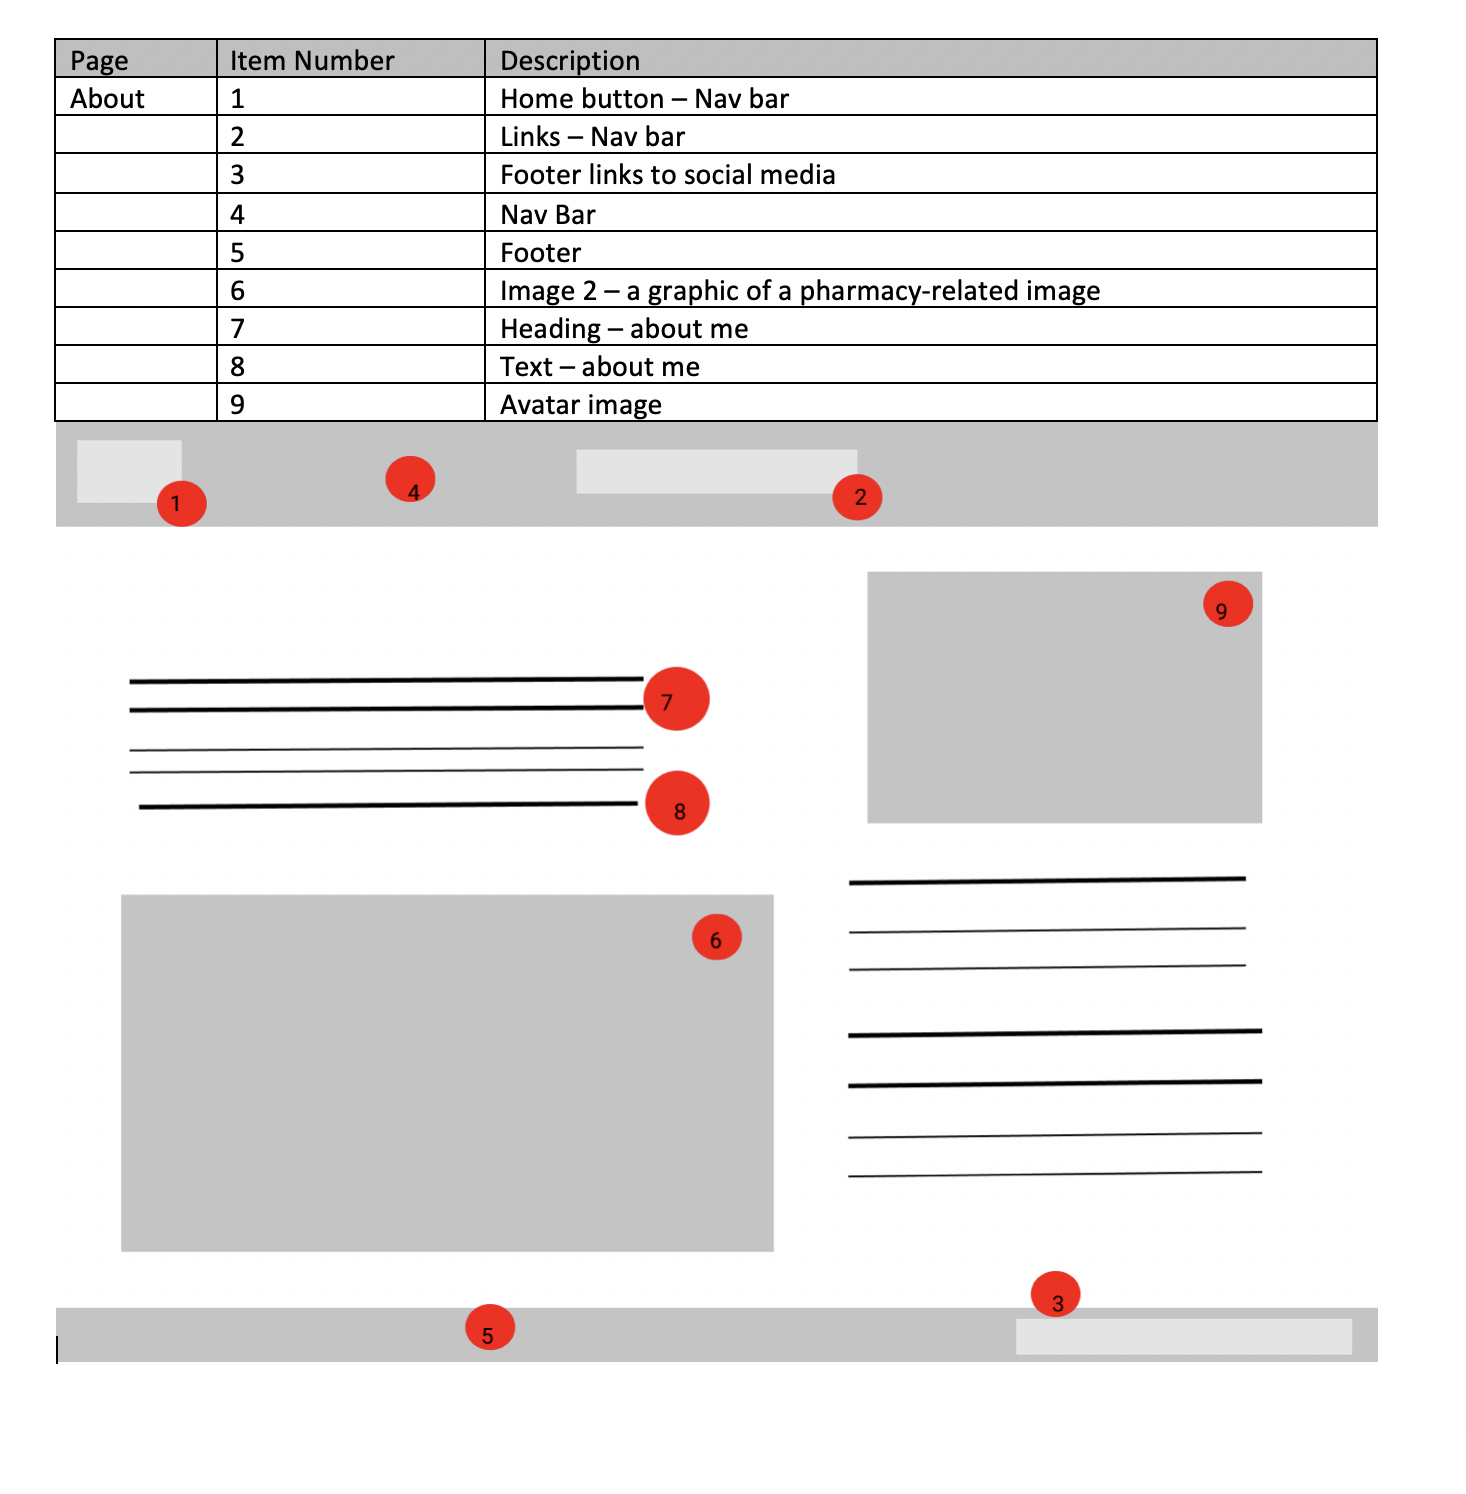 Page Item Number Description
About 1 Home button – Nav bar
2 Links – Nav bar
3 Footer links to social media
4 Nav Bar
5 Footer
6 Image 2 – a graphic of a pharmacy-related image
7 Heading – about me
8 Text – about me
9 Avatar image
1 4 2
9
7
8
6
3
5